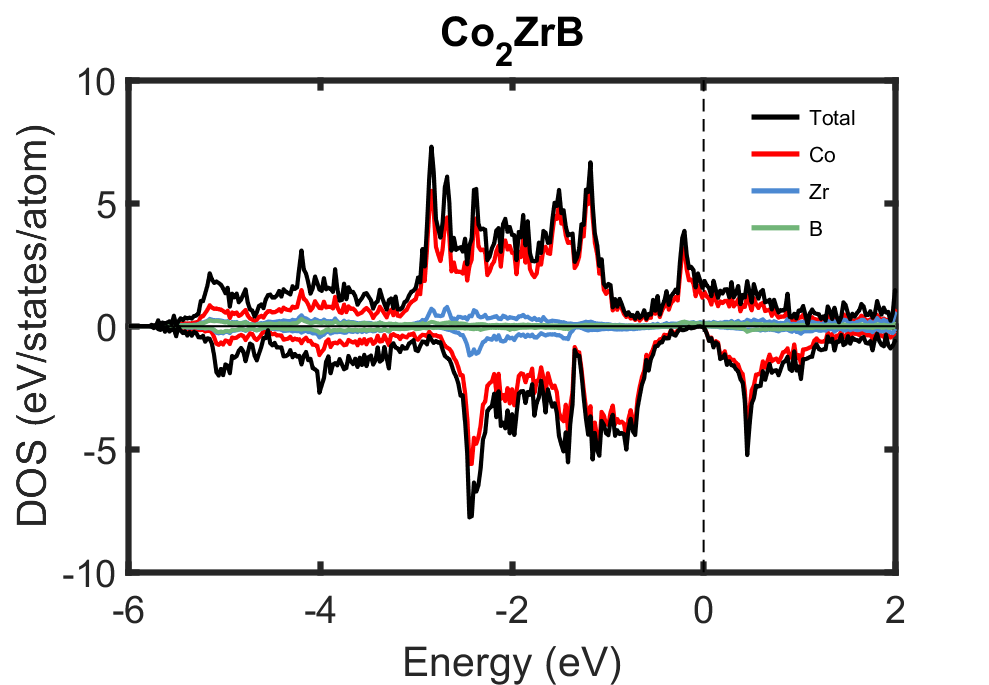 Co₂ZrB
DOS (eV/states/atom)
10
5
0
0
-5
-10
Total
Co
Zr
B
-6
-4
-2
0
2
Energy (eV)